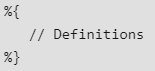 %{
// Definitions
%}